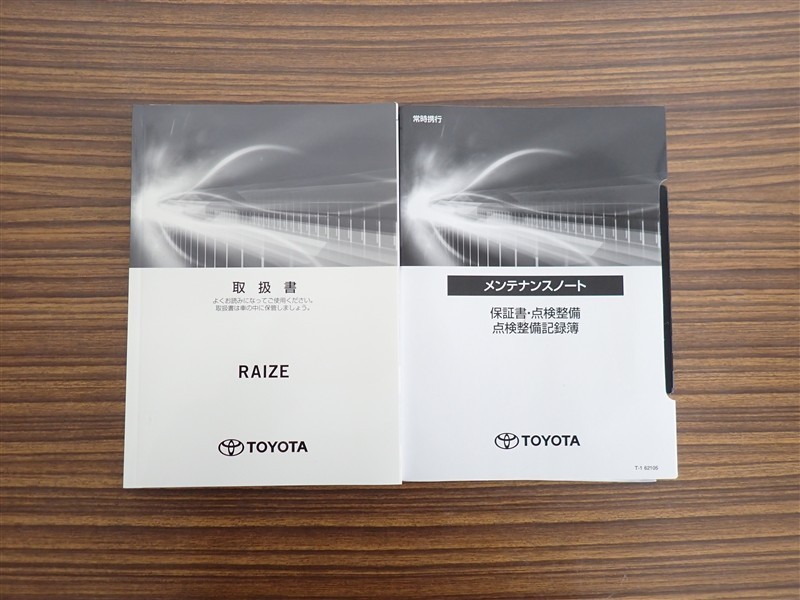 取扱書
よくお読みになってご使用ください。
取扱書は車の中に保管しましょう。
RAIZE
TOYOTA
常時携行
メンテナンスノート
保証書・点検整備
点検整備記録簿
TOYOTA
T-1 62105